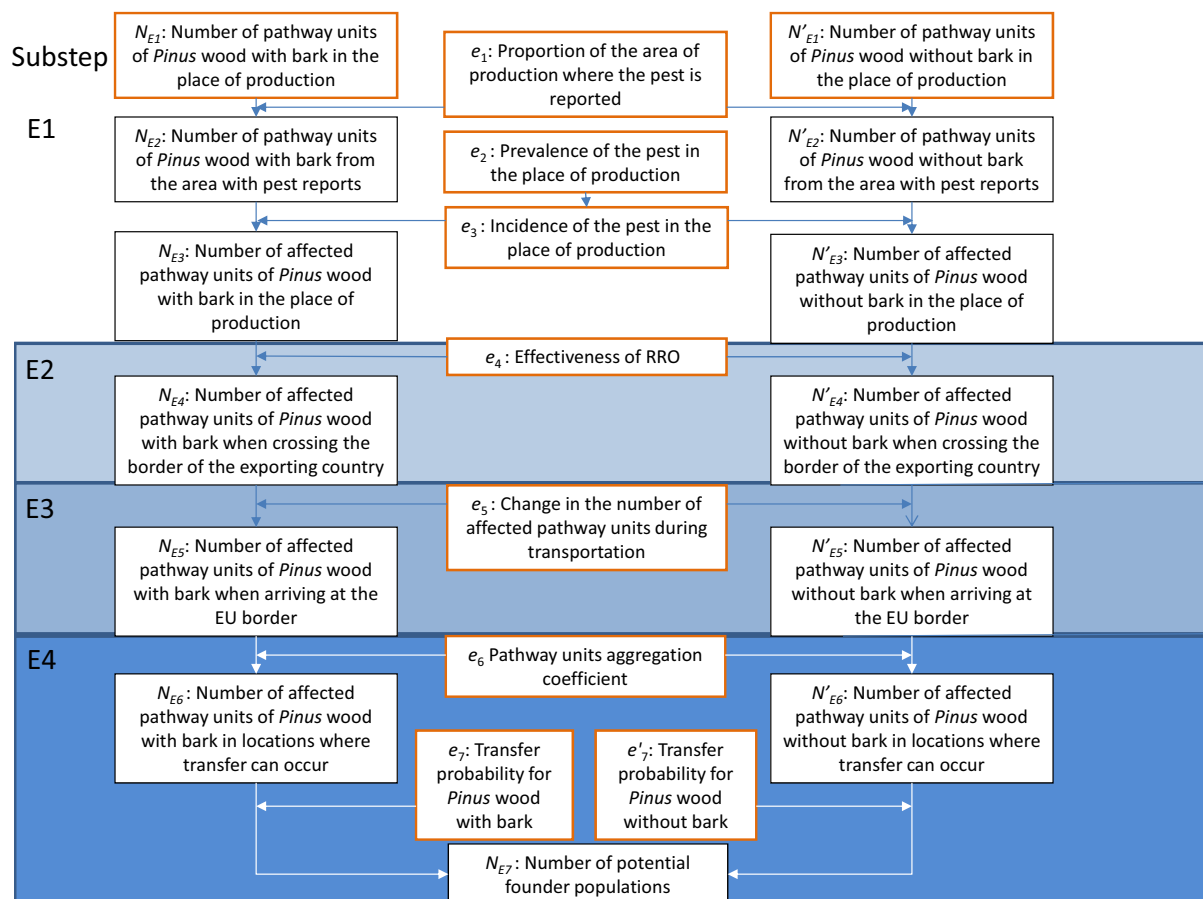 Substep
N_E1: Number of pathway units
of Pinus wood with bark in the
place of production
e_1: Proportion of the area of
production where the pest is
reported
N'_E1: Number of pathway units
of Pinus wood without bark in
the place of production
E1
N_E2: Number of pathway units
of Pinus wood with bark from
the area with pest reports
e_2: Prevalence of the pest in
the place of production
N'_E2: Number of pathway units
of Pinus wood without bark
from the area with pest reports
e_3: Incidence of the pest in the
place of production
N_E3: Number of affected
pathway units of Pinus wood
with bark in the place of
production
N'_E3: Number of affected
pathway units of Pinus wood
without bark in the place of
production
E2
e_4: Effectiveness of RRO
N_E4: Number of affected
pathway units of Pinus wood
with bark when crossing the
border of the exporting country
N'_E4: Number of affected
pathway units of Pinus wood
without bark when crossing the
border of the exporting country
E3
e_5: Change in the number of
affected pathway units during
transportation
N_E5: Number of affected
pathway units of Pinus wood
with bark when arriving at the
EU border
N'_E5: Number of affected
pathway units of Pinus wood
without bark when arriving at
the EU border
E4
e_6 Pathway units aggregation
coefficient
N_E6: Number of affected
pathway units of Pinus wood
with bark in locations where
transfer can occur
N'_E6: Number of affected
pathway units of Pinus wood
without bark in locations where
transfer can occur
e_7: Transfer
probability for
Pinus wood
with bark
e'_7: Transfer
probability for
Pinus wood
without bark
N_E7: Number of potential
founder populations